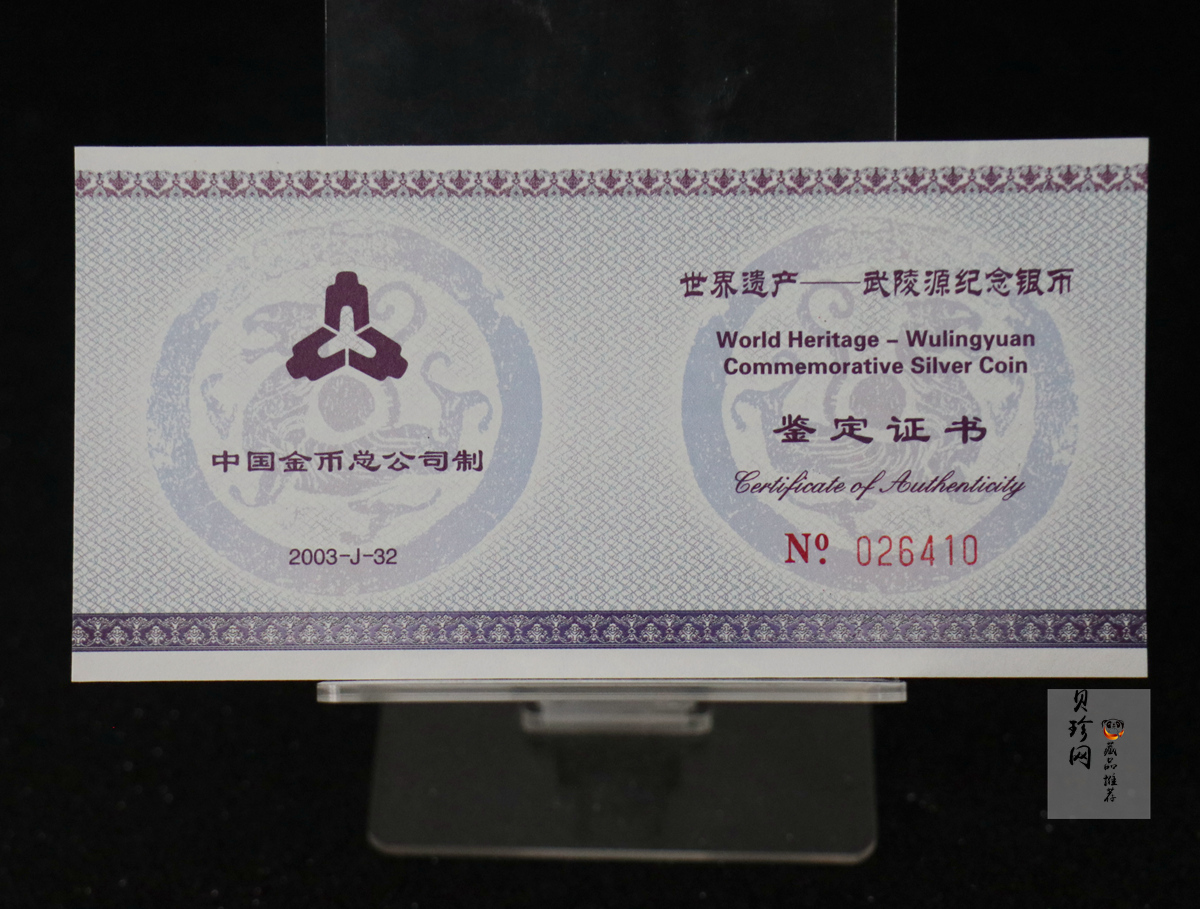 中国金币总公司制
2003-J-32
世界遗产——武陵源纪念银币
World Heritage – Wulingyuan
Commemorative Silver Coin
鉴定证书
Certificate of Authenticity
Nº 026410
贝珍网
藏品推荐